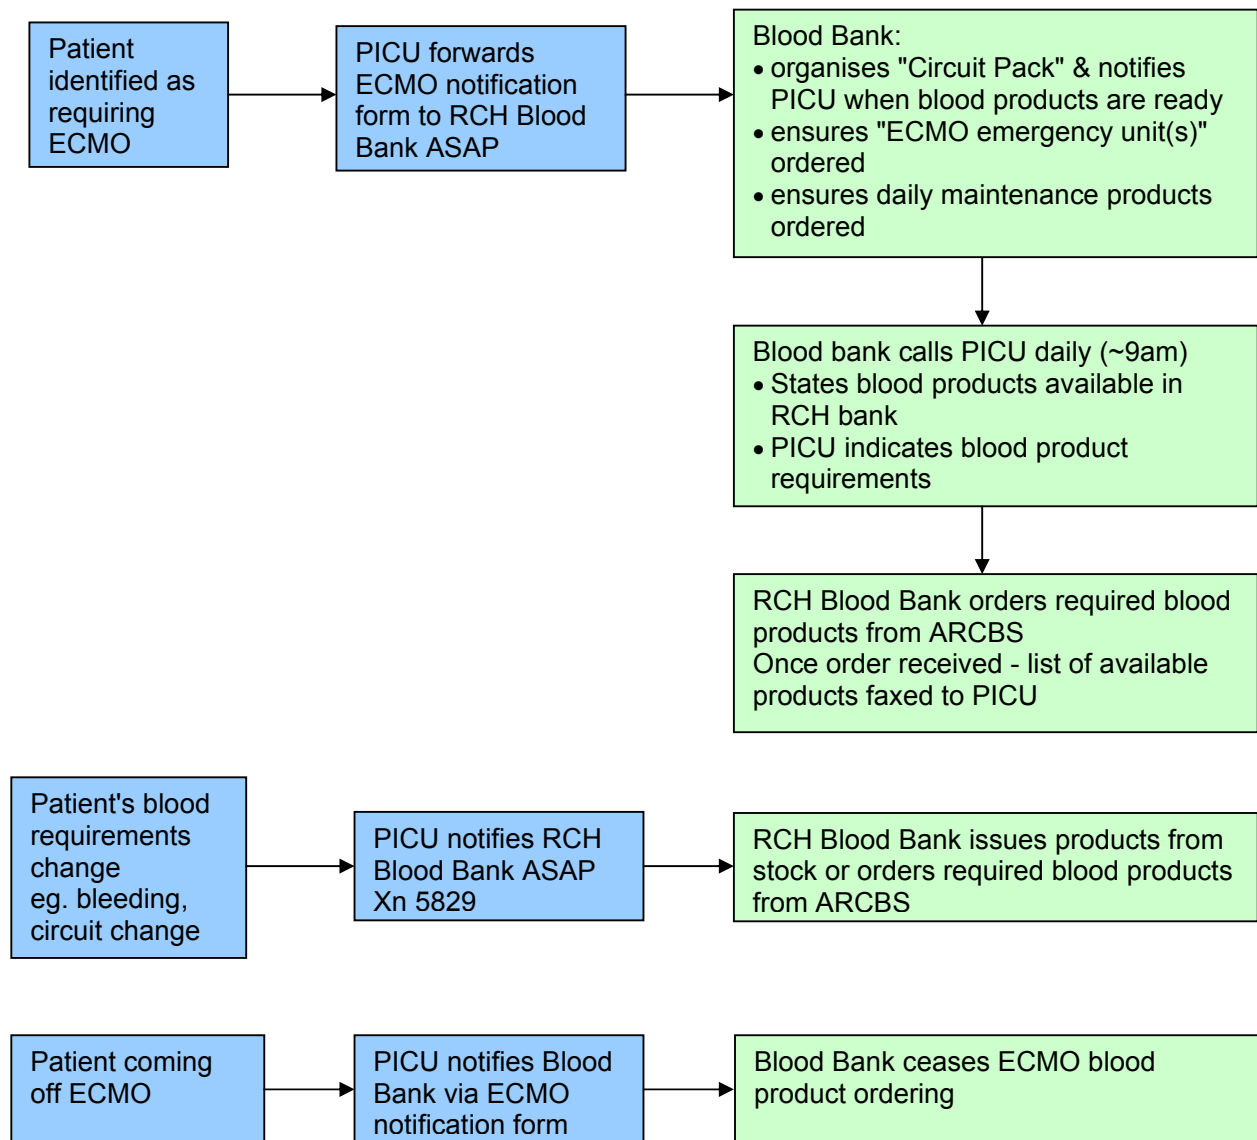 Patient
identified as
requiring
ECMO
PICU forwards
ECMO notification
form to RCH Blood
Bank ASAP
Blood Bank:
• organises "Circuit Pack" & notifies
PICU when blood products are ready
• ensures "ECMO emergency unit(s)"
ordered
• ensures daily maintenance products
ordered
Blood bank calls PICU daily (~9am)
• States blood products available in
RCH bank
• PICU indicates blood product
requirements
RCH Blood Bank orders required blood
products from ARCBS
Once order received - list of available
products faxed to PICU
Patient's blood
requirements
change
eg. bleeding,
circuit change
PICU notifies RCH
Blood Bank ASAP
Xn 5829
RCH Blood Bank issues products from
stock or orders required blood products
from ARCBS
Patient coming
off ECMO
PICU notifies Blood
Bank via ECMO
notification form
Blood Bank ceases ECMO blood
product ordering